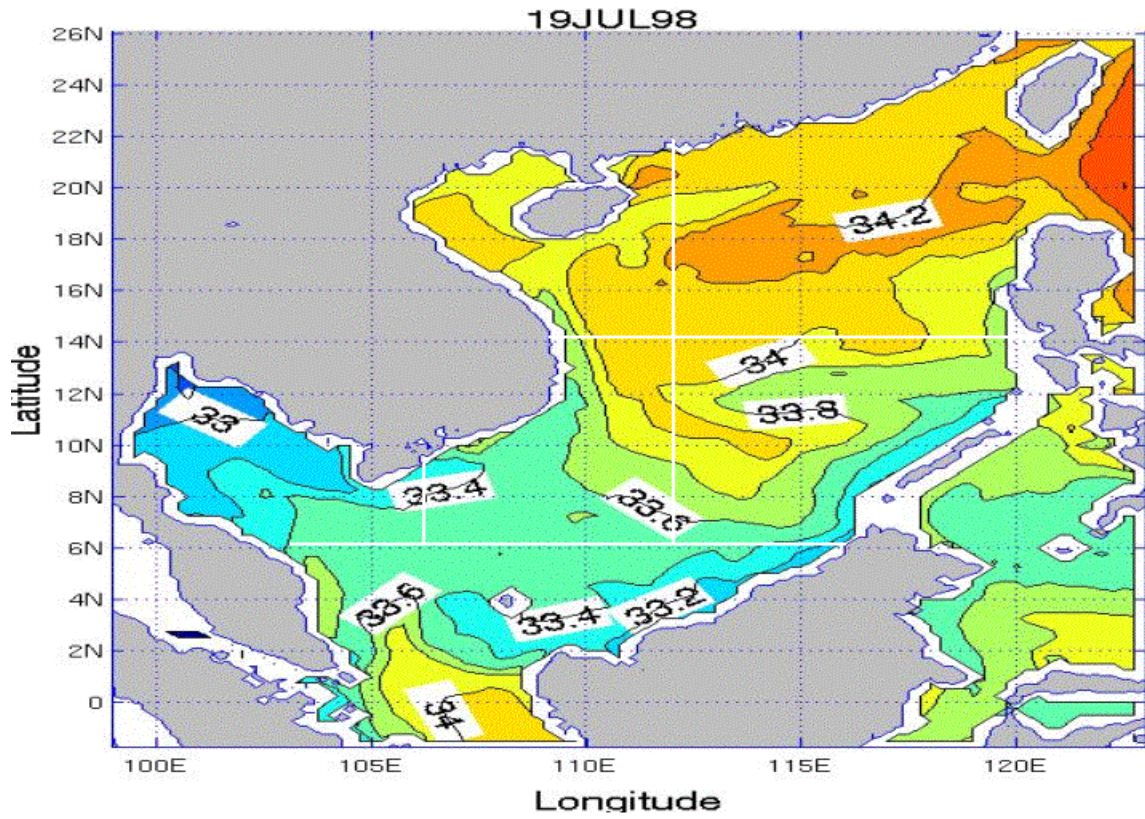 19JUL98
26N
24N
22N
20N
34.2
18N
16N
14N
34
12N
33.8
33
10N
33.4
33.6
8N
6N
33.6
33.4
33.2
4N
2N
34
0
Latitude
100E 105E 110E 115E 120E
Longitude